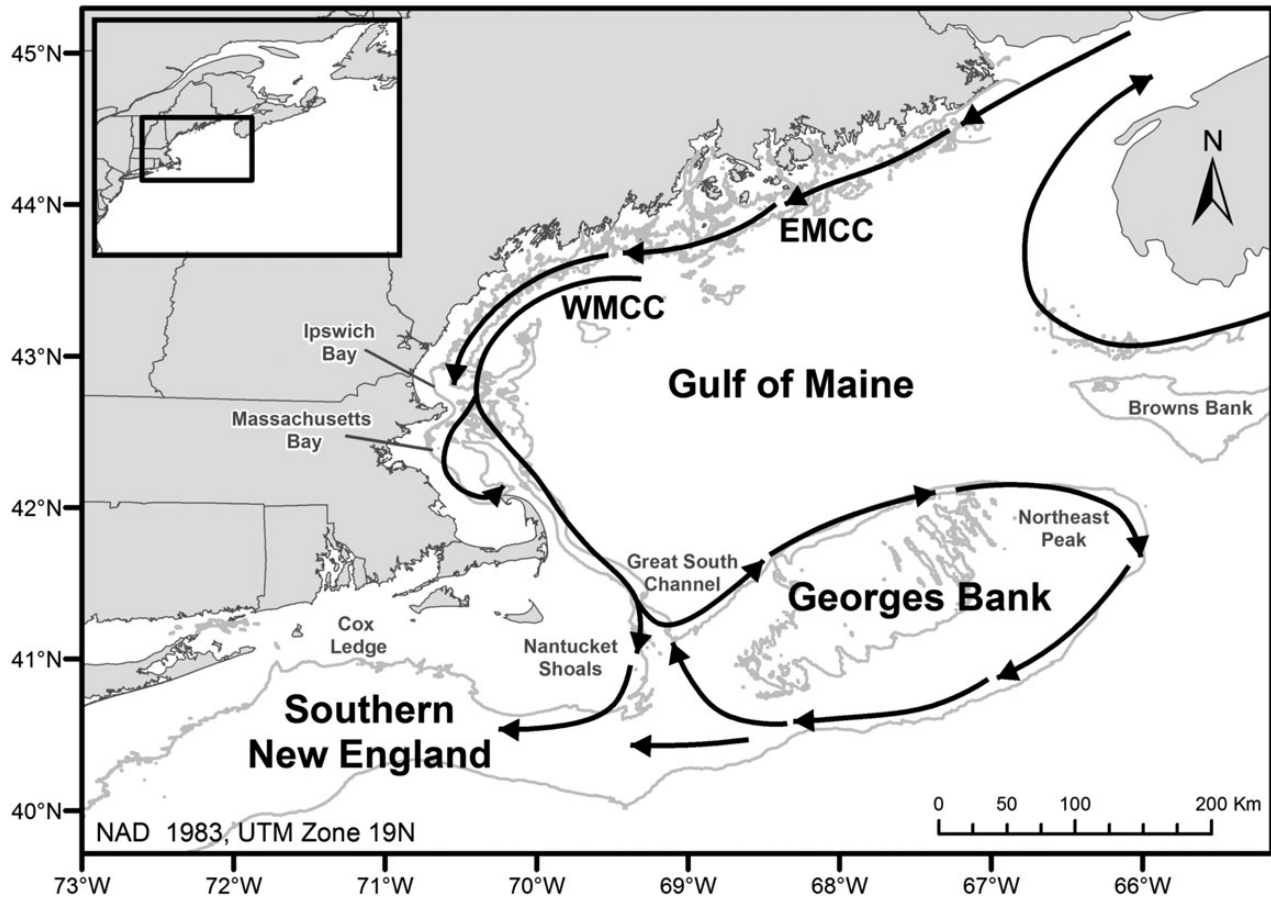 45°N
44°N
43°N
42°N
41°N
40°N
N
EMCC
WMCC
Ipswich
Bay
Gulf of Maine
Massachusetts
Bay
Browns Bank
Northeast
Peak
Great South
Channel
Georges Bank
Cox
Ledge
Nantucket
Shoals
Southern
New England
0 50 100 200 Km
NAD 1983, UTM Zone 19N
73°W 72°W 71°W 70°W 69°W 68°W 67°W 66°W